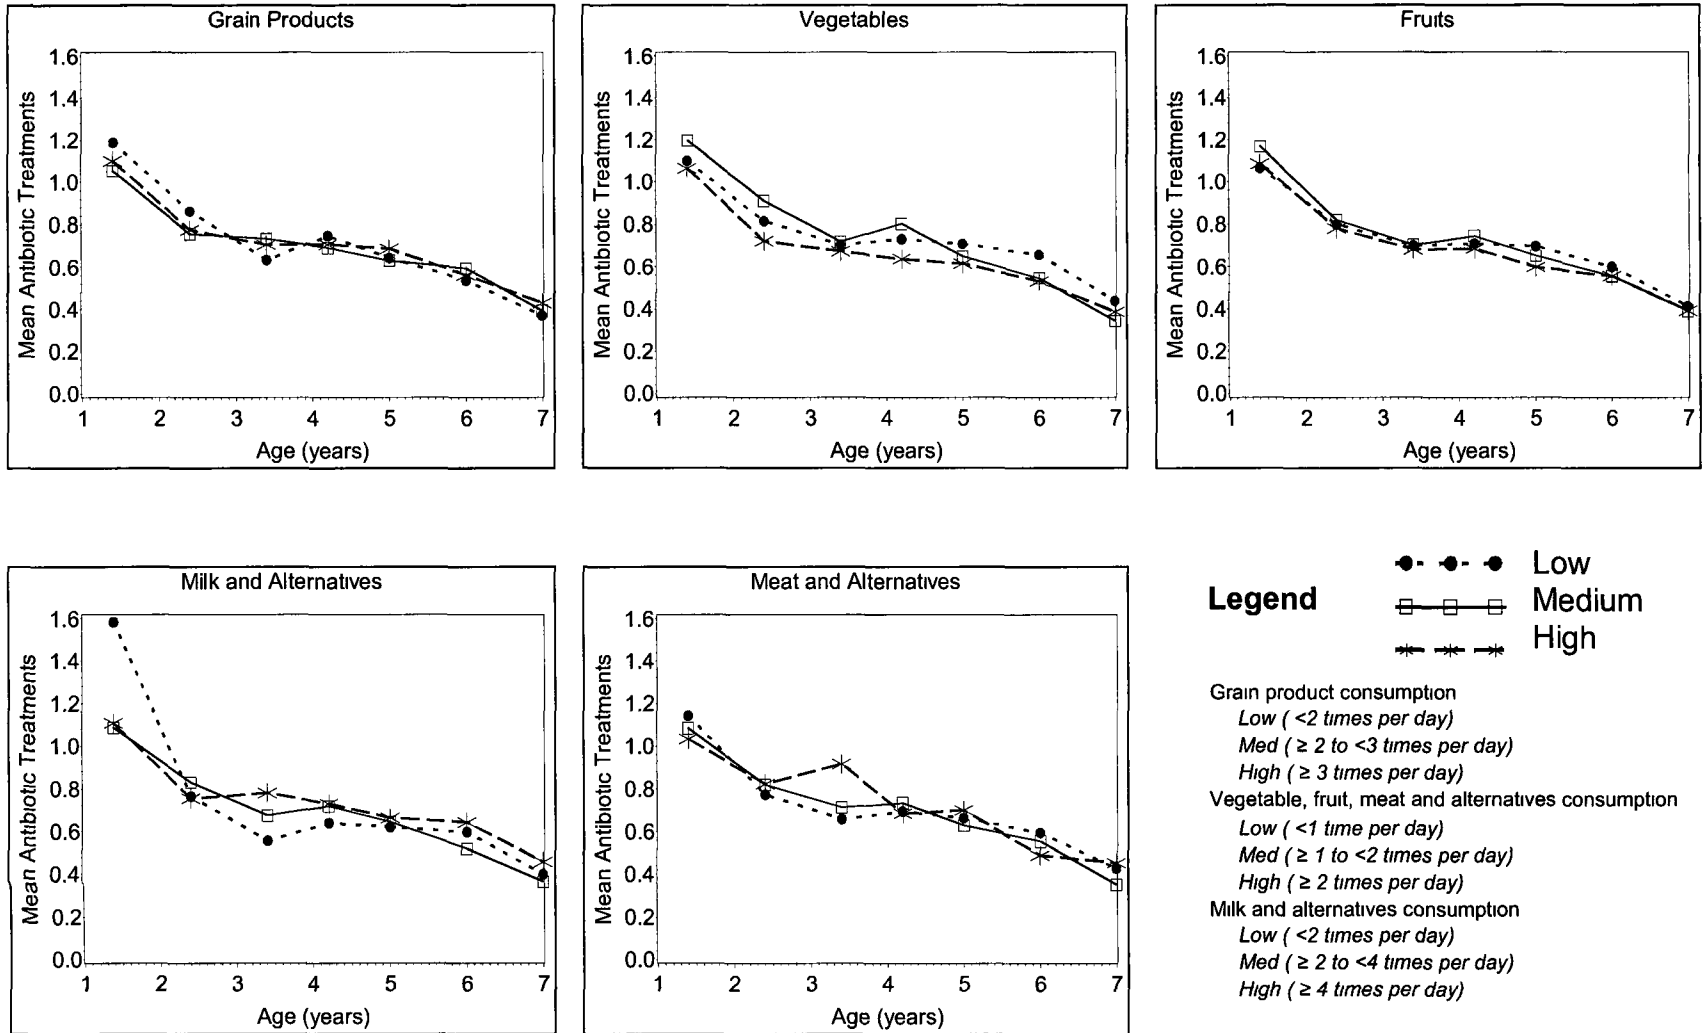 Grain Products
1.6
1.4
1.2
1.0
0.8
0.6
0.4
0.2
0.0
Mean Antibiotic Treatments
1 2 3 4 5 6 7
Age (years)
Vegetables
1.6
1.4
1.2
1.0
0.8
0.6
0.4
0.2
0.0
Mean Antibiotic Treatments
1 2 3 4 5 6 7
Age (years)
Fruits
1.6
1.4
1.2
1.0
0.8
0.6
0.4
0.2
0.0
Mean Antibiotic Treatments
1 2 3 4 5 6 7
Age (years)
Milk and Alternatives
1.6
1.4
1.2
1.0
0.8
0.6
0.4
0.2
0.0
Mean Antibiotic Treatments
1 2 3 4 5 6 7
Age (years)
Meat and Alternatives
1.6
1.4
1.2
1.0
0.8
0.6
0.4
0.2
0.0
Mean Antibiotic Treatments
1 2 3 4 5 6 7
Age (years)
Legend
Low
Medium
High
Grain product consumption
Low ( <2 times per day)
Med ( ≥ 2 to <3 times per day)
High ( ≥ 3 times per day)
Vegetable, fruit, meat and alternatives consumption
Low ( <1 time per day)
Med ( ≥ 1 to <2 times per day)
High ( ≥ 2 times per day)
Milk and alternatives consumption
Low ( <2 times per day)
Med ( ≥ 2 to <4 times per day)
High ( ≥ 4 times per day)